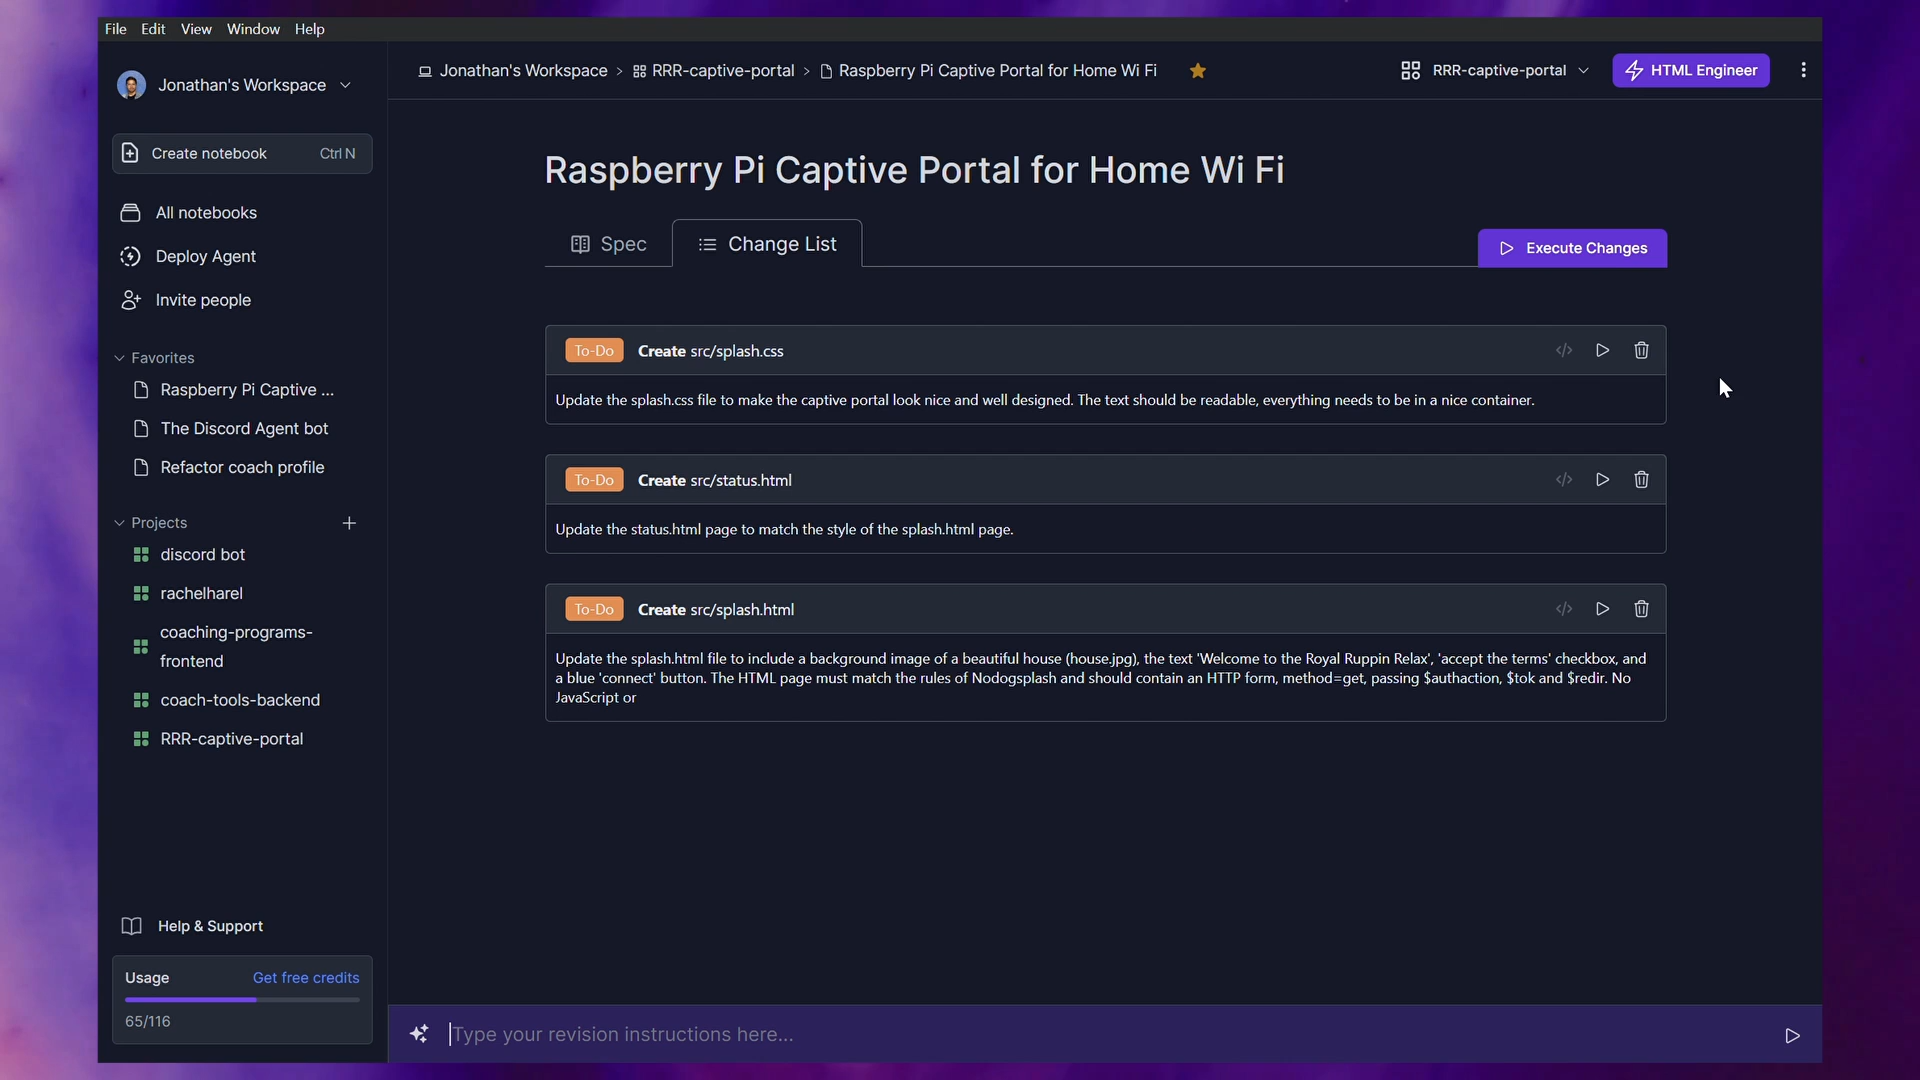 File Edit View Window Help
Jonathan's Workspace
Create notebook Ctrl N
All notebooks
Deploy Agent
Invite people
Favorites
Raspberry Pi Captive ...
The Discord Agent bot
Refactor coach profile
Projects
discord bot
rachelharel
coaching-programs-
frontend
coach-tools-backend
RRR-captive-portal
Help & Support
Usage Get free credits
65/116
Jonathan's Workspace > RRR-captive-portal > Raspberry Pi Captive Portal for Home Wi Fi
RRR-captive-portal
HTML Engineer
Raspberry Pi Captive Portal for Home Wi Fi
Spec
Change List
Execute Changes
To-Do Create src/splash.css
Update the splash.css file to make the captive portal look nice and well designed. The text should be readable, everything needs to be in a nice container.
To-Do Create src/status.html
Update the status.html page to match the style of the splash.html page.
To-Do Create src/splash.html
Update the splash.html file to include a background image of a beautiful house (house.jpg), the text 'Welcome to the Royal Ruppin Relax', 'accept the terms' checkbox, and
a blue 'connect' button. The HTML page must match the rules of Nodogsplash and should contain an HTTP form, method=get, passing $authaction, $tok and $redir. No
JavaScript or
Type your revision instructions here...